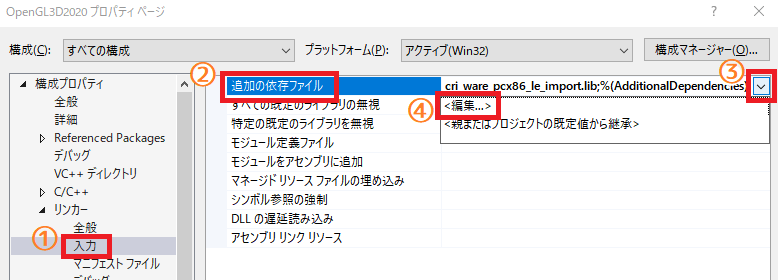 OpenGL3D2020 プロパティ ページ
構成(C): すべての構成 プラットフォーム(P): アクティブ(Win32) 構成マネージャー(O)...
構成プロパティ
全般
詳細
Referenced Packages
デバッグ
VC++ ディレクトリ
C/C++
リンカー
全般
① 入力
マニフェスト ファイル
デバッグ
② ③
追加の依存ファイル cri_ware_pcx86_le_import.lib;%(AdditionalDependencies)
すべての既定のライブラリの無視 ④ <編集...>
特定の既定のライブラリを無視 <親またはプロジェクトの既定値から継承>
モジュール定義ファイル
モジュールをアセンブリに追加
マネージド リソース ファイルの埋め込み
シンボル参照の強制
DLL の遅延読み込み
アセンブリ リンク リソース